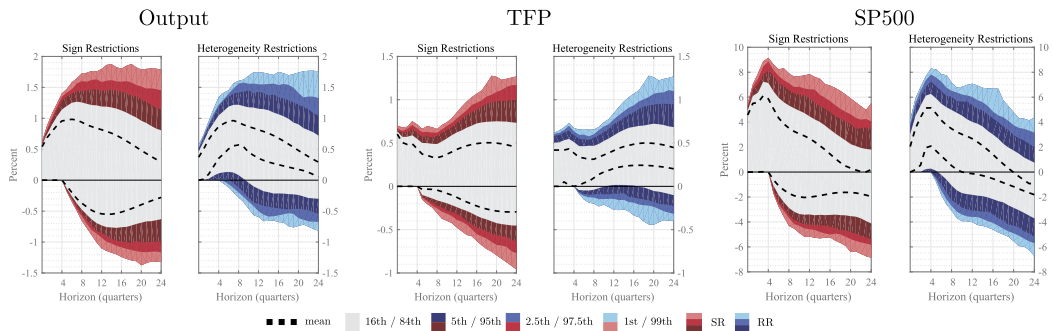 Output TFP SP500
Sign Restrictions Heterogeneity Restrictions Sign Restrictions Heterogeneity Restrictions Sign Restrictions Heterogeneity Restrictions
Percent
2
1.5
1
0.5
0
-0.5
-1
-1.5
0 4 8 12 16 20 24
Horizon (quarters)
2
1.5
1
0.5
0
-0.5
-1
-1.5
0 4 8 12 16 20 24
Horizon (quarters)
Percent
1.5
1
0.5
0
-0.5
-1
0 4 8 12 16 20 24
Horizon (quarters)
1.5
1
0.5
0
-0.5
-1
0 4 8 12 16 20 24
Horizon (quarters)
Percent
10
8
6
4
2
0
-2
-4
-6
-8
0 4 8 12 16 20 24
Horizon (quarters)
10
8
6
4
2
0
-2
-4
-6
-8
0 4 8 12 16 20 24
Horizon (quarters)
mean 16th / 84th 5th / 95th 2.5th / 97.5th 1st / 99th SR RR